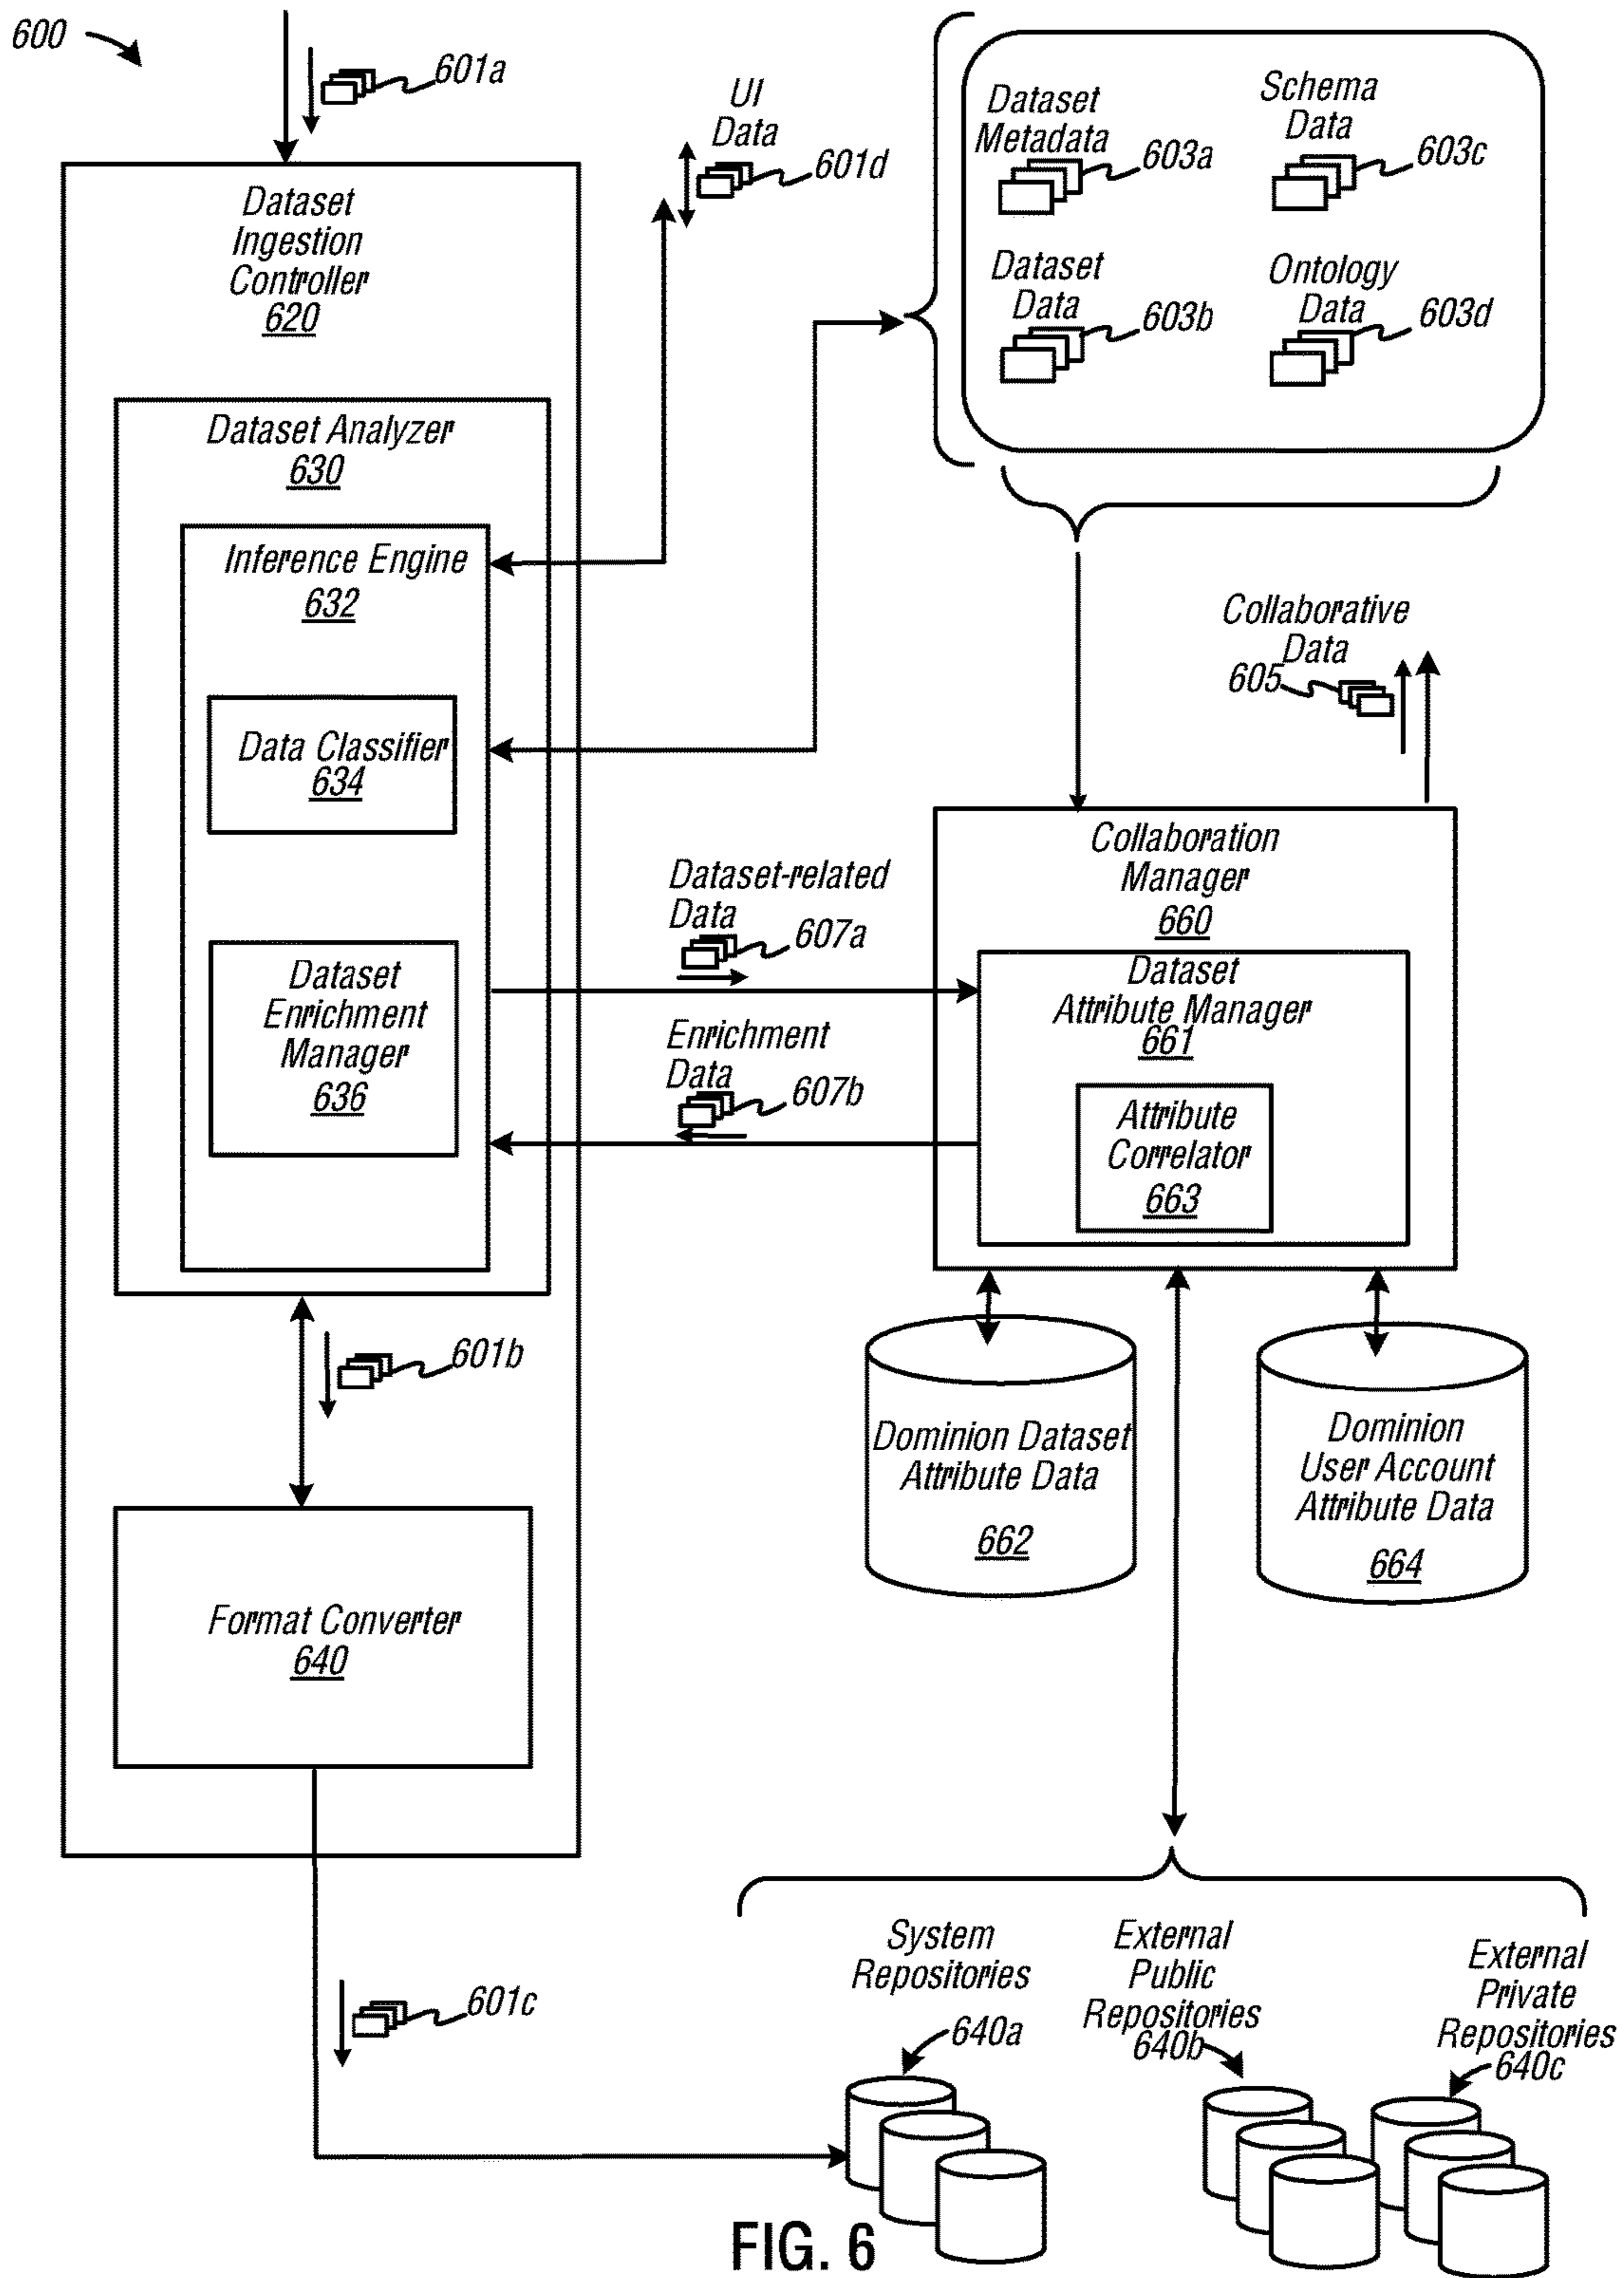 600
601a
UI
Data
601d
Dataset
Metadata
603a
Schema
Data
603c
Dataset
Data
603b
Ontology
Data
603d
Dataset
Ingestion
Controller
620
Dataset Analyzer
630
Inference Engine
632
Data Classifier
634
Dataset
Enrichment
Manager
636
Collaborative
Data
605
Dataset-related
Data
607a
Enrichment
Data
607b
Collaboration
Manager
660
Dataset
Attribute Manager
661
Attribute
Correlator
663
601b
Dominion Dataset
Attribute Data
662
Dominion
User Account
Attribute Data
664
Format Converter
640
601c
System
Repositories
640a
External
Public
Repositories
640b
External
Private
Repositories
640c
FIG. 6